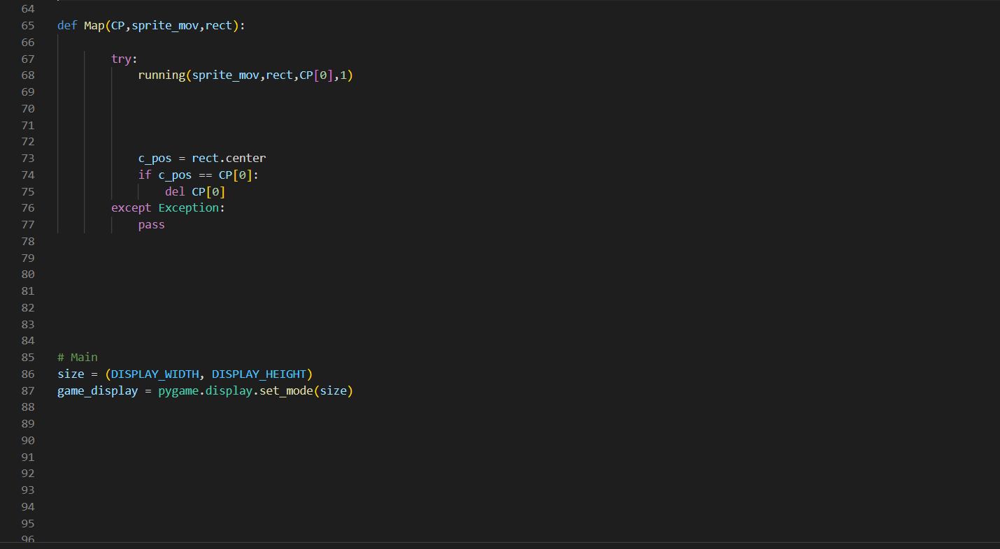 64
65 def Map(CP,sprite_mov,rect):
66
67 try:
68 running(sprite_mov,rect,CP[0],1)
69
70
71
72
73 c_pos = rect.center
74 if c_pos == CP[0]:
75 del CP[0]
76 except Exception:
77 pass
78
79
80
81
82
83
84
85 # Main
86 size = (DISPLAY_WIDTH, DISPLAY_HEIGHT)
87 game_display = pygame.display.set_mode(size)
88
89
90
91
92
93
94
95
96